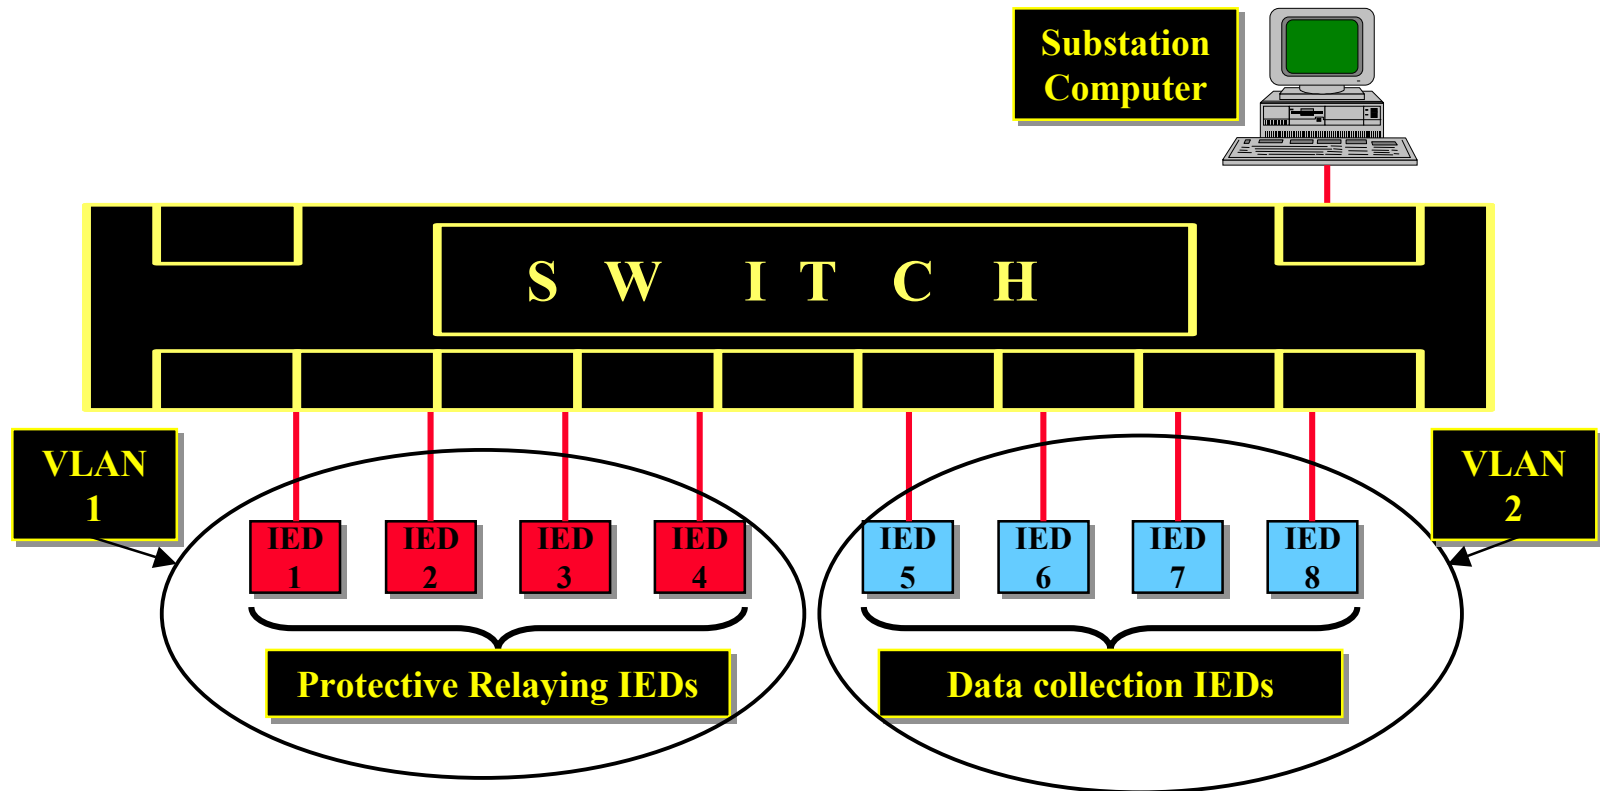 Substation
Computer
S W I T C H
VLAN
1
VLAN
2
IED
1
IED
2
IED
3
IED
4
IED
5
IED
6
IED
7
IED
8
Protective Relaying IEDs
Data collection IEDs